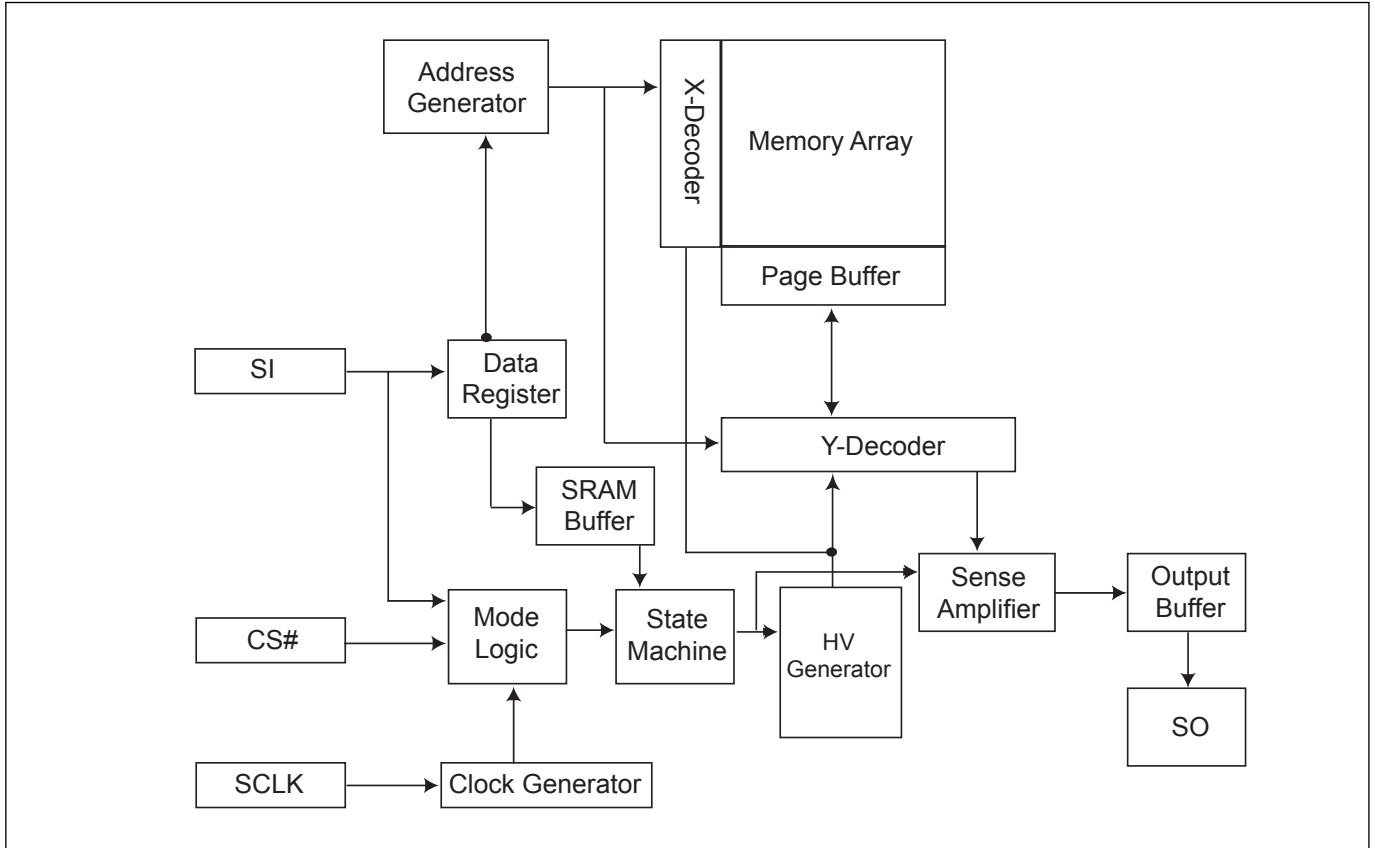 Address
Generator
X-Decoder
Memory Array
Page Buffer
SI
Data
Register
Y-Decoder
SRAM
Buffer
CS#
Mode
Logic
State
Machine
HV
Generator
Sense
Amplifier
Output
Buffer
SO
SCLK
Clock Generator